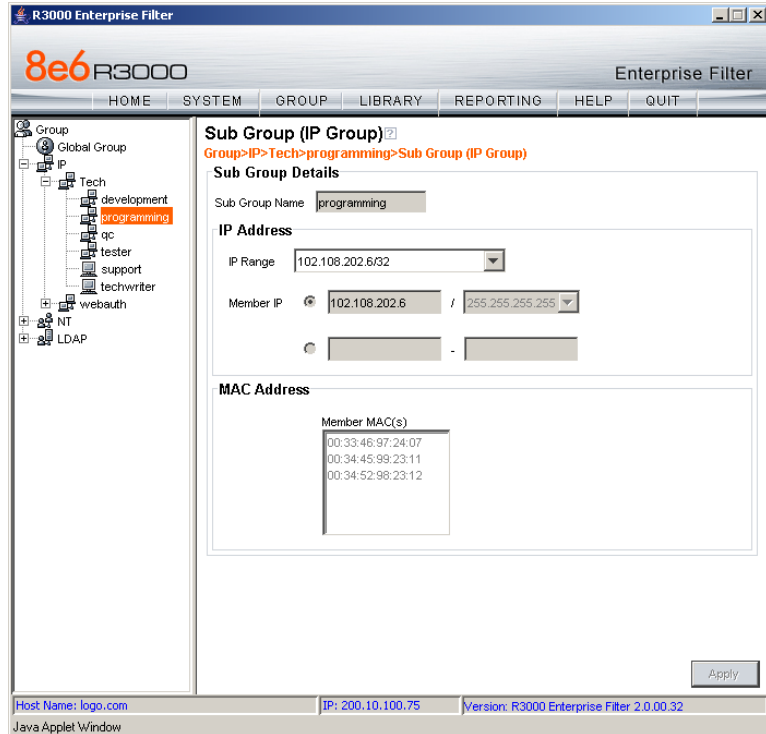 R3000 Enterprise Filter
8e6 R3000
Enterprise Filter
HOME SYSTEM GROUP LIBRARY REPORTING HELP QUIT
Group
Global Group
IP
Tech
development
programming
qc
tester
support
techwriter
webauth
NT
LDAP
Sub Group (IP Group)?
Group>IP>Tech>programming>Sub Group (IP Group)
Sub Group Details
Sub Group Name programming
IP Address
IP Range 102.108.202.6/32
Member IP 102.108.202.6 / 255.255.255.255
-
MAC Address
Member MAC(s)
00:33:46:97:24:07
00:34:45:99:23:11
00:34:52:98:23:12
Apply
Host Name: logo.com IP: 200.10.100.75 Version: R3000 Enterprise Filter 2.0.00.32
Java Applet Window